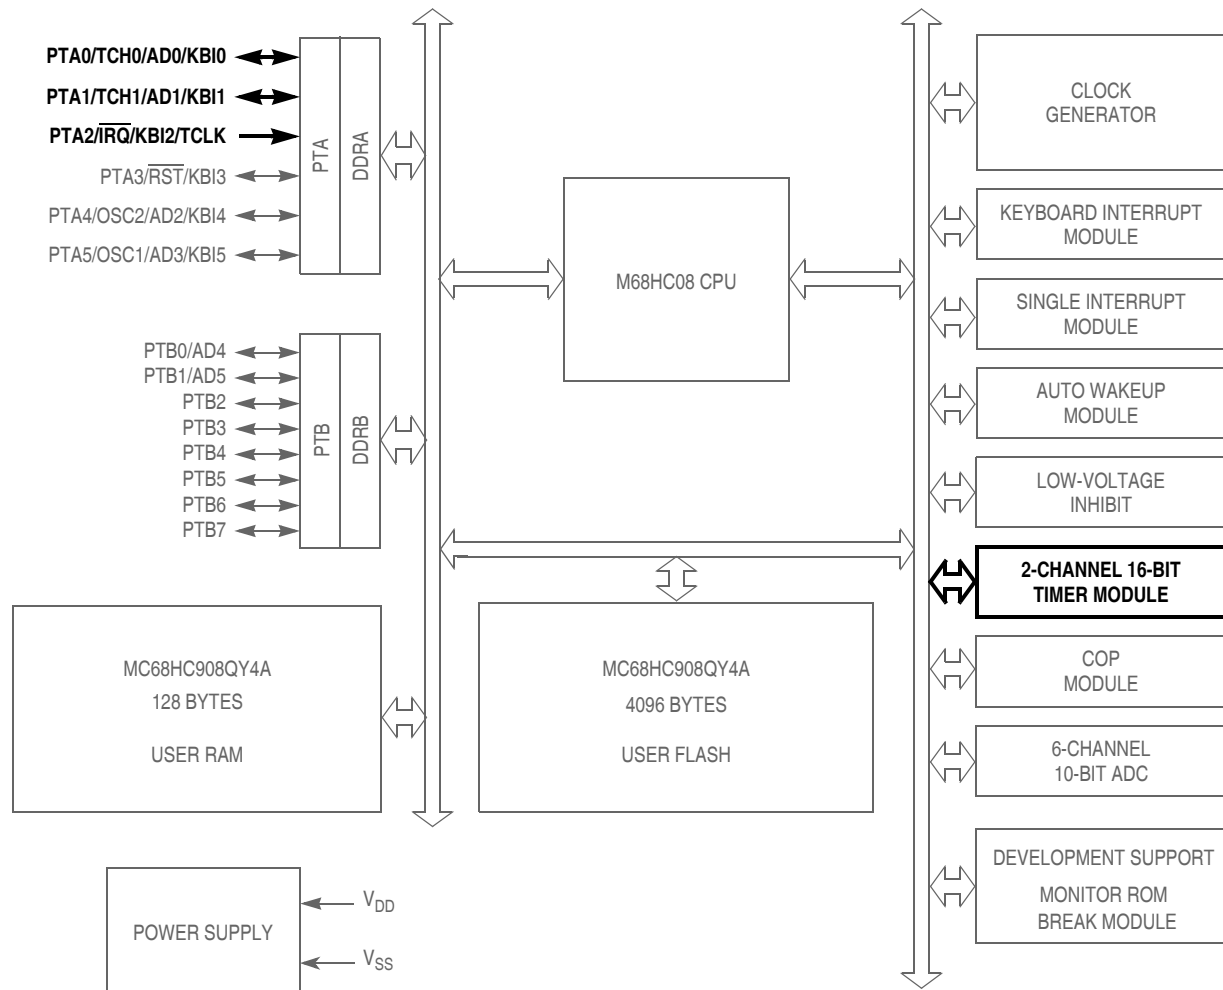 PTA0/TCH0/AD0/KBI0
PTA1/TCH1/AD1/KBI1
PTA2/IRQ/KBI2/TCLK
PTA3/RST/KBI3
PTA4/OSC2/AD2/KBI4
PTA5/OSC1/AD3/KBI5
PTA
DDRA
PTB0/AD4
PTB1/AD5
PTB2
PTB3
PTB4
PTB5
PTB6
PTB7
PTB
DDRB
M68HC08 CPU
CLOCK
GENERATOR
KEYBOARD INTERRUPT
MODULE
SINGLE INTERRUPT
MODULE
AUTO WAKEUP
MODULE
LOW-VOLTAGE
INHIBIT
2-CHANNEL 16-BIT
TIMER MODULE
COP
MODULE
6-CHANNEL
10-BIT ADC
DEVELOPMENT SUPPORT
MONITOR ROM
BREAK MODULE
MC68HC908QY4A
128 BYTES
USER RAM
MC68HC908QY4A
4096 BYTES
USER FLASH
POWER SUPPLY
VDD
VSS